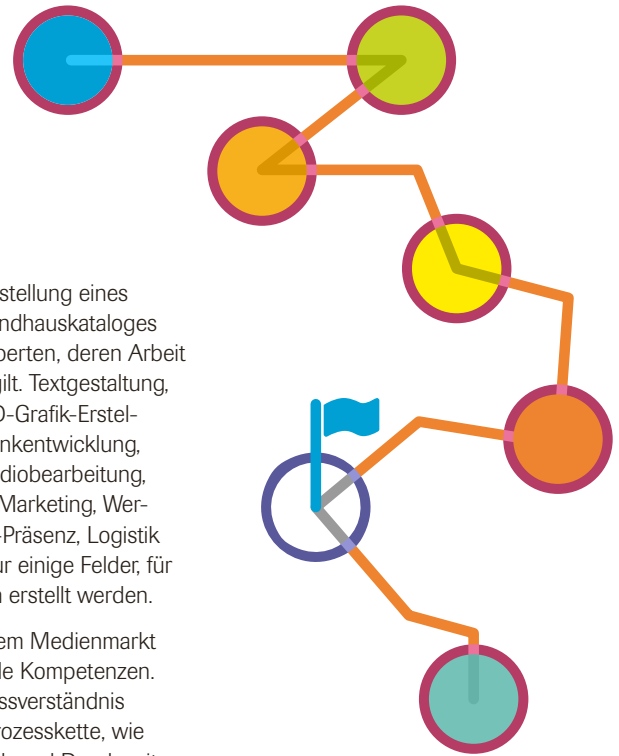 stellung eines
ndhauskataloges
perten, deren Arbeit
gilt. Textgestaltung,
D-Grafik-Erstel-
nkentwicklung,
diobearbeitung,
Marketing, Wer-
-Präsenz, Logistik
ur einige Felder, für
n erstellt werden.
em Medienmarkt
le Kompetenzen.
ssverständnis
rozesskette, wie